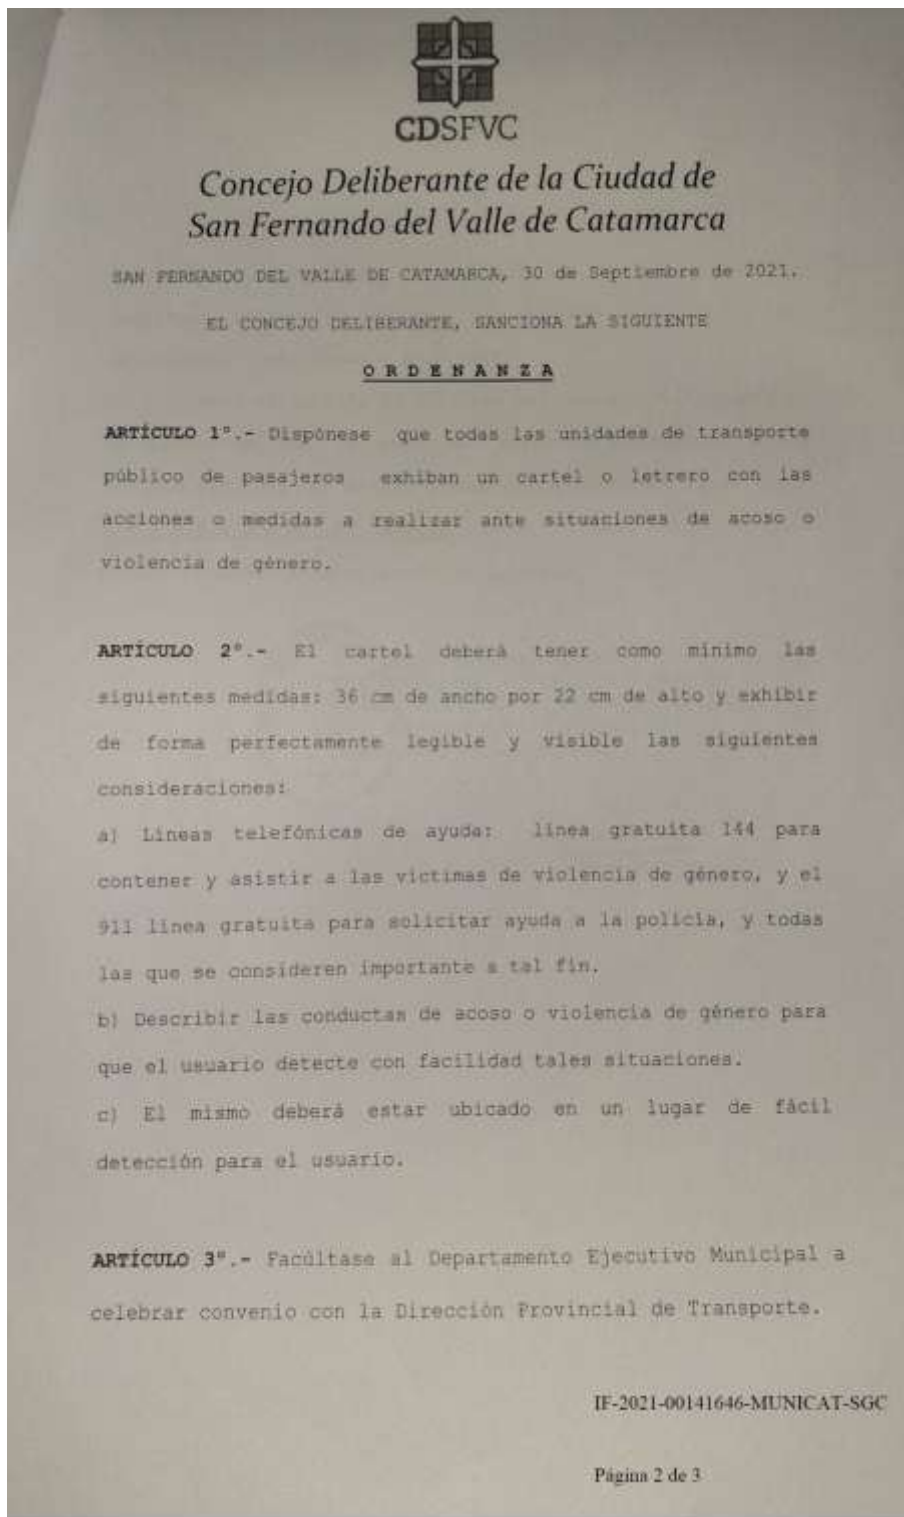 CDSFVC
Concejo Deliberante de la Ciudad de
San Fernando del Valle de Catamarca
SAN FERNANDO DEL VALLE DE CATAMARCA, 30 de Septiembre de 2021.
EL CONCEJO DELIBERANTE, SANCIONA LA SIGUIENTE
O R D E N A N Z A
ARTÍCULO 1º.- Dispónese que todas las unidades de transporte
público de pasajeros exhiban un cartel o letrero con las
acciones o medidas a realizar ante situaciones de acoso o
violencia de género.
ARTÍCULO 2º.- El cartel deberá tener como mínimo las
siguientes medidas: 36 cm de ancho por 22 cm de alto y exhibir
de forma perfectamente legible y visible las siguientes
consideraciones:
a) Líneas telefónicas de ayuda: línea gratuita 144 para
contener y asistir a las víctimas de violencia de género, y el
911 línea gratuita para solicitar ayuda a la policía, y todas
las que se consideren importante a tal fin.
b) Describir las conductas de acoso o violencia de género para
que el usuario detecte con facilidad tales situaciones.
c) El mismo deberá estar ubicado en un lugar de fácil
detección para el usuario.
ARTÍCULO 3º.- Facúltase al Departamento Ejecutivo Municipal a
celebrar convenio con la Dirección Provincial de Transporte.
IF-2021-00141646-MUNICAT-SGC
Página 2 de 3